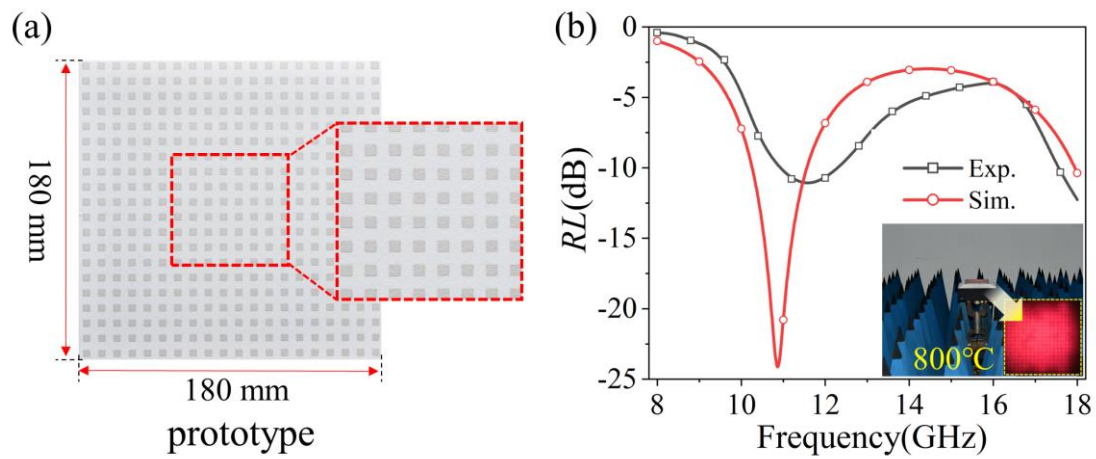 (a)
180 mm
180 mm
prototype
(b)
0
-5
-10
-15
-20
-25
RL(dB)
8
10
12
14
16
18
Frequency(GHz)
Exp.
Sim.
800℃